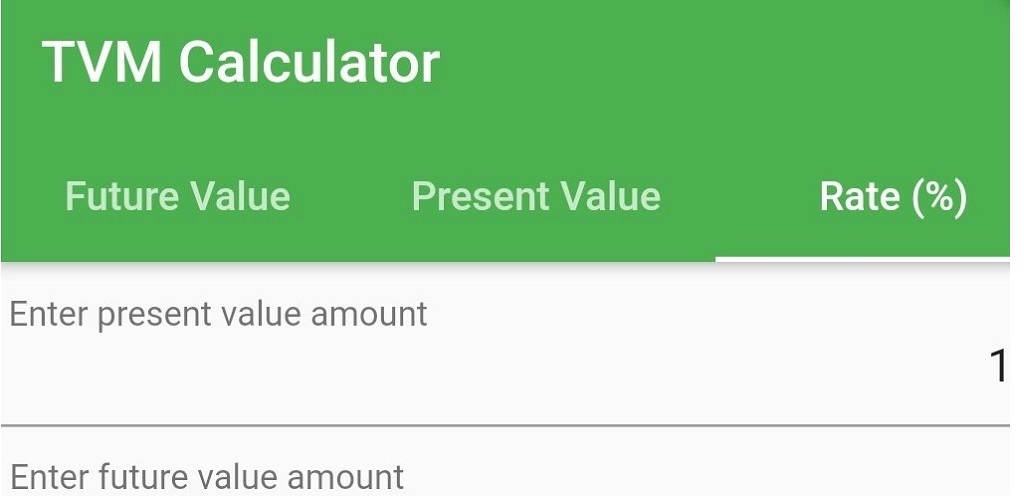 TVM Calculator
Future Value Present Value Rate (%)
Enter present value amount
1
Enter future value amount